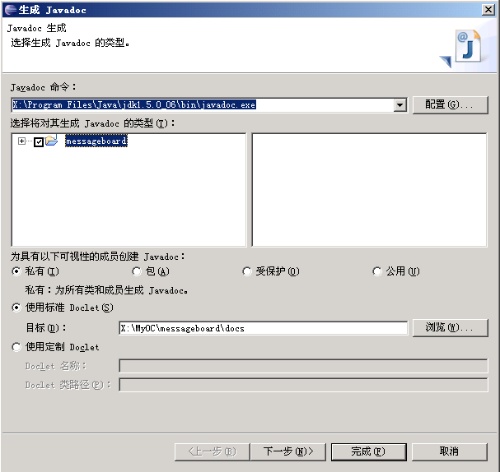 生成 Javadoc
Javadoc 生成
选择生成 Javadoc 的类型。
Javadoc 命令：
X:\Program Files\Java\jdk1.5.0_06\bin\javadoc.exe
配置(G)...
选择将对其生成 Javadoc 的类型(T)：
messageboard
为具有以下可视性的成员创建 Javadoc：
私有(I) 包(A) 受保护(O) 公用(U)
私有：为所有类和成员生成 Javadoc。
使用标准 Doclet(S)
目标(D)： X:\MyOC\messageboard\docs 浏览(W)...
使用定制 Doclet
Doclet 名称：
Doclet 类路径(P)：
<上一步(B) 下一步(N)> 完成(F) 取消